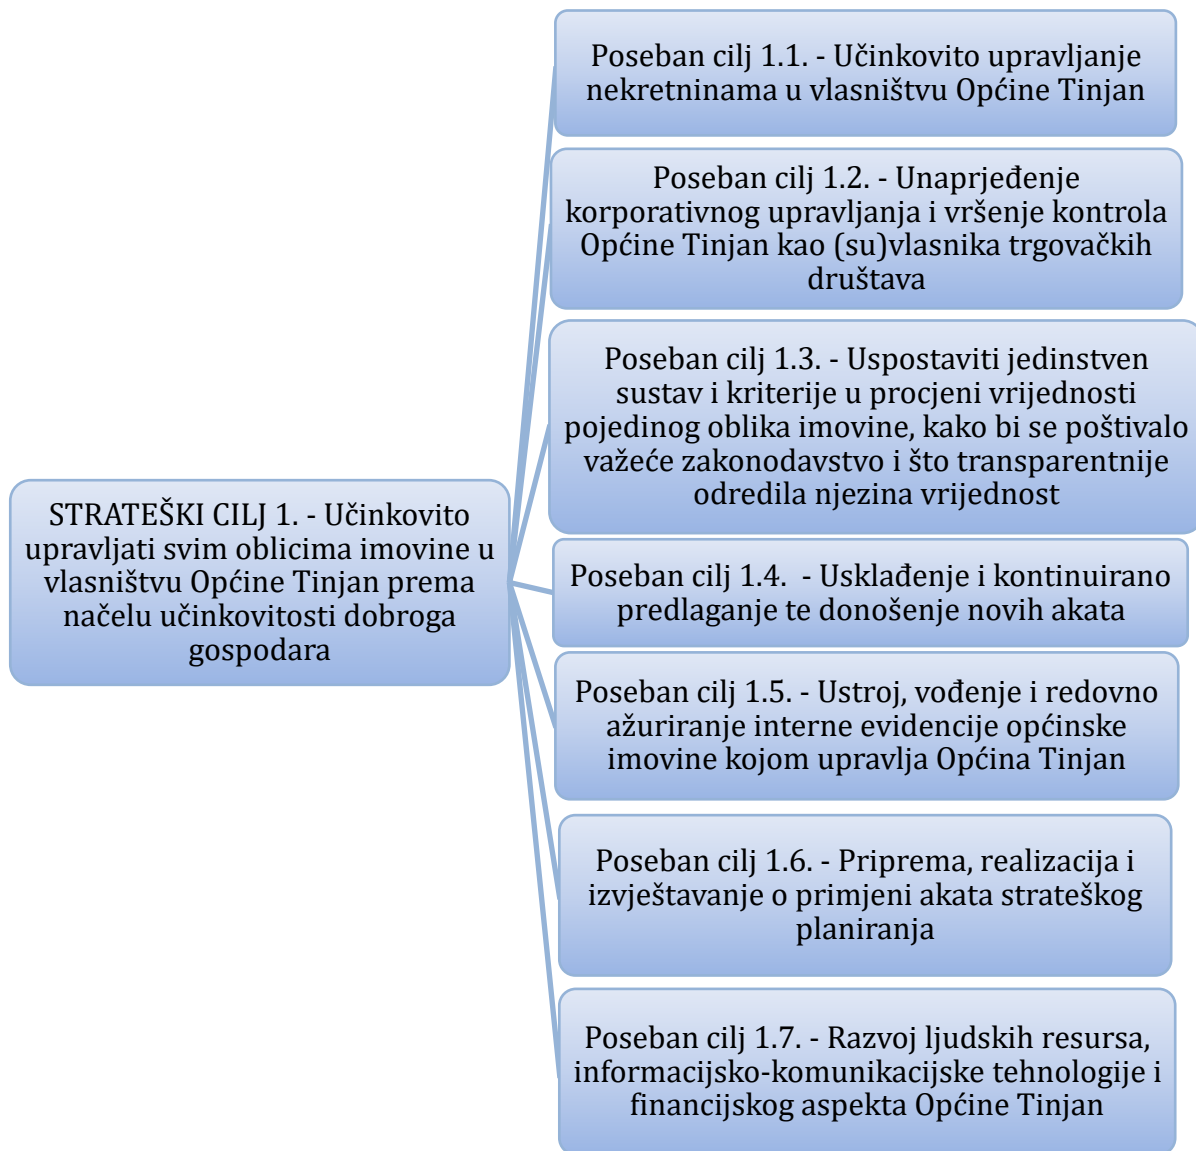 STRATEŠKI CILJ 1. - Učinkovito
upravljati svim oblicima imovine u
vlasništvu Općine Tinjan prema
načelu učinkovitosti dobroga
gospodara
Poseban cilj 1.1. - Učinkovito upravljanje
nekretninama u vlasništvu Općine Tinjan
Poseban cilj 1.2. - Unaprjeđenje
korporativnog upravljanja i vršenje kontrola
Općine Tinjan kao (su)vlasnika trgovačkih
društava
Poseban cilj 1.3. - Uspostaviti jedinstven
sustav i kriterije u procjeni vrijednosti
pojedinog oblika imovine, kako bi se poštivalo
važeće zakonodavstvo i što transparentnije
odredila njezina vrijednost
Poseban cilj 1.4.  - Usklađenje i kontinuirano
predlaganje te donošenje novih akata
Poseban cilj 1.5. - Ustroj, vođenje i redovno
ažuriranje interne evidencije općinske
imovine kojom upravlja Općina Tinjan
Poseban cilj 1.6. - Priprema, realizacija i
izvještavanje o primjeni akata strateškog
planiranja
Poseban cilj 1.7. - Razvoj ljudskih resursa,
informacijsko-komunikacijske tehnologije i
financijskog aspekta Općine Tinjan